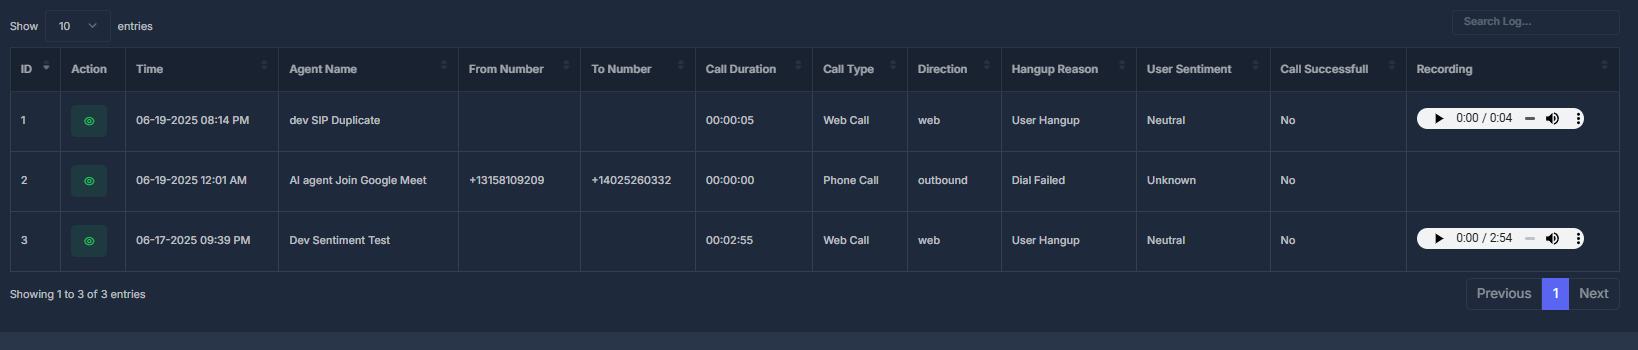 Show 10 entries Search Log...
ID Action Time Agent Name From Number To Number Call Duration Call Type Direction Hangup Reason User Sentiment Call Successfull Recording
1 06-19-2025 08:14 PM dev SIP Duplicate 00:00:05 Web Call web User Hangup Neutral No 0:00 / 0:04
2 06-19-2025 12:01 AM AI agent Join Google Meet +13158109209 +14025260332 00:00:00 Phone Call outbound Dial Failed Unknown No
3 06-17-2025 09:39 PM Dev Sentiment Test 00:02:55 Web Call web User Hangup Neutral No 0:00 / 2:54
Showing 1 to 3 of 3 entries Previous 1 Next